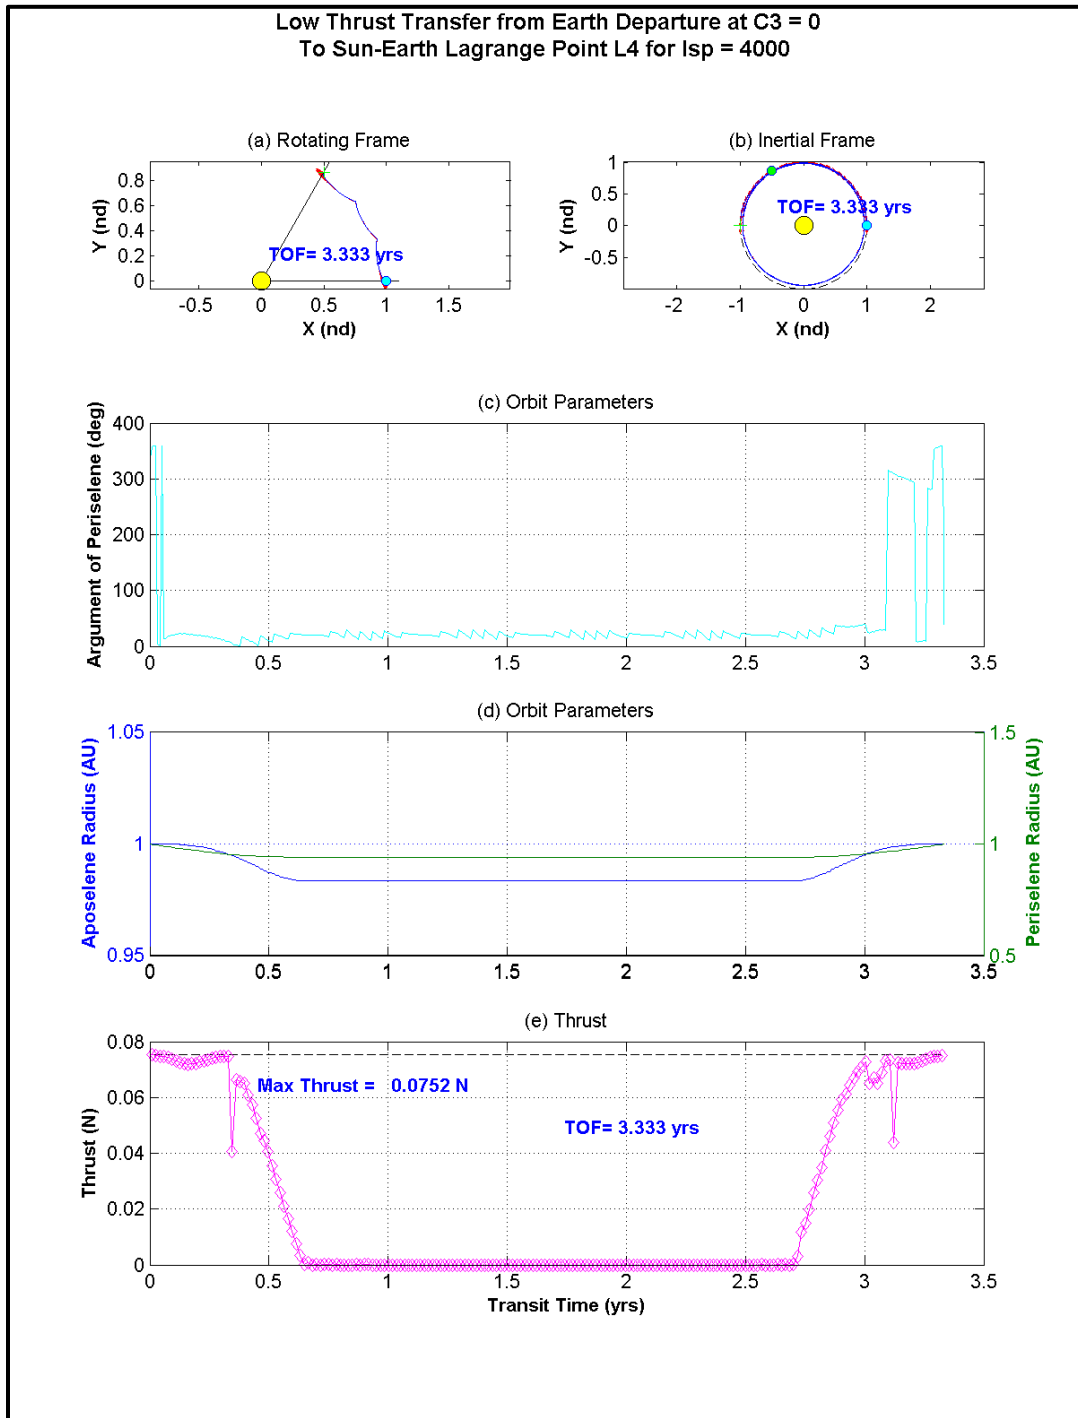 Low Thrust Transfer from Earth Departure at C3 = 0
To Sun-Earth Lagrange Point L4 for Isp = 4000
(a) Rotating Frame
0.8
0.6
0.4
0.2
0
Y (nd)
TOF= 3.333 yrs
-0.5
0
0.5
1
1.5
X (nd)
(b) Inertial Frame
1
0.5
0
-0.5
Y (nd)
TOF= 3.333 yrs
-2
-1
0
1
2
X (nd)
(c) Orbit Parameters
400
300
200
100
0
Argument of Periselene (deg)
0
0.5
1
1.5
2
2.5
3
3.5
(d) Orbit Parameters
1.05
1
0.95
Aposelene Radius (AU)
1.5
1
0.5
Periselene Radius (AU)
0
0.5
1
1.5
2
2.5
3
3.5
(e) Thrust
0.08
0.06
0.04
0.02
0
Thrust (N)
Max Thrust = 0.0752 N
TOF= 3.333 yrs
0
0.5
1
1.5
2
2.5
3
3.5
Transit Time (yrs)